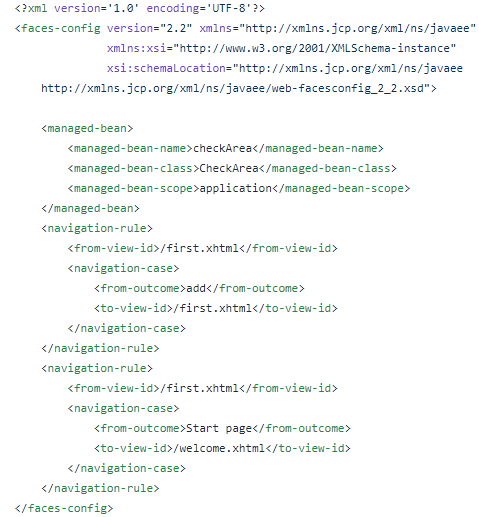 <?xml version='1.0' encoding='UTF-8'?>
<faces-config version="2.2" xmlns="http://xmlns.jcp.org/xml/ns/javaee"
              xmlns:xsi="http://www.w3.org/2001/XMLSchema-instance"
              xsi:schemaLocation="http://xmlns.jcp.org/xml/ns/javaee
    http://xmlns.jcp.org/xml/ns/javaee/web-facesconfig_2_2.xsd">

    <managed-bean>
        <managed-bean-name>checkArea</managed-bean-name>
        <managed-bean-class>CheckArea</managed-bean-class>
        <managed-bean-scope>application</managed-bean-scope>
    </managed-bean>
    <navigation-rule>
        <from-view-id>/first.xhtml</from-view-id>
        <navigation-case>
            <from-outcome>add</from-outcome>
            <to-view-id>/first.xhtml</to-view-id>
        </navigation-case>
    </navigation-rule>
    <navigation-rule>
        <from-view-id>/first.xhtml</from-view-id>
        <navigation-case>
            <from-outcome>Start page</from-outcome>
            <to-view-id>/welcome.xhtml</to-view-id>
        </navigation-case>
    </navigation-rule>
</faces-config>